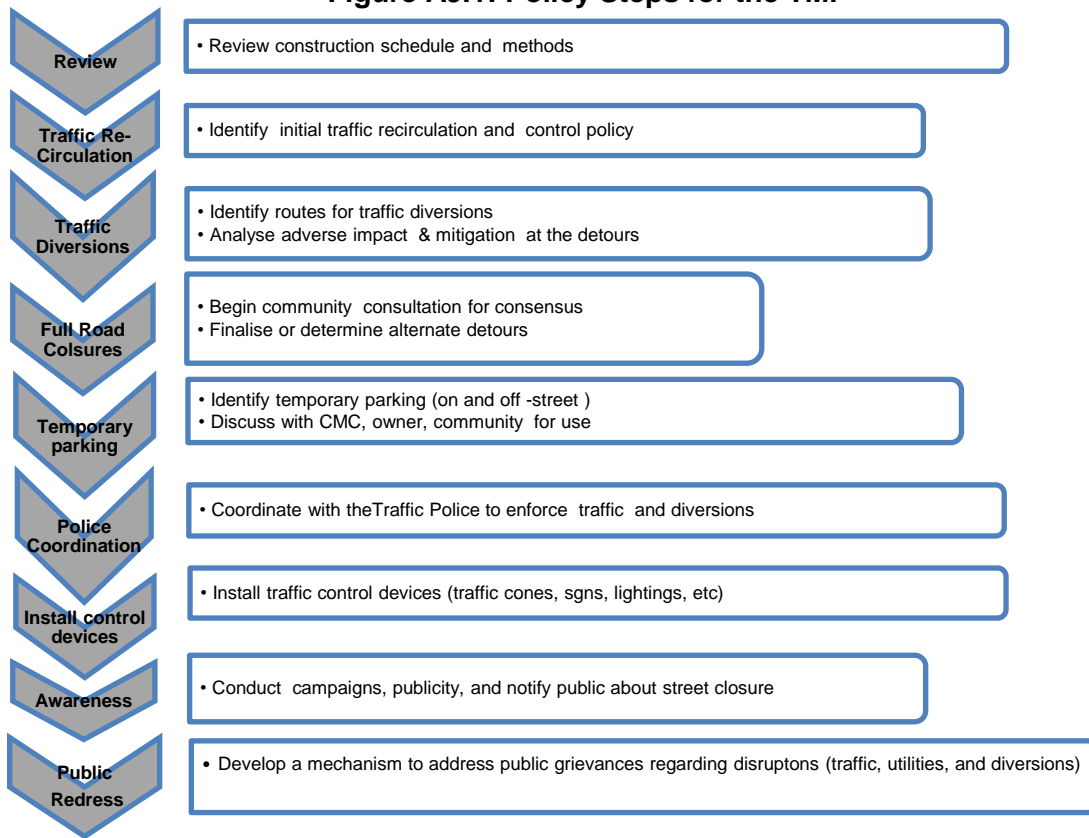 Figure Policy Steps for the
Review
• Review construction schedule and methods
Traffic Re-
Circulation
• Identify initial traffic recirculation and control policy
Traffic
Diversions
• Identify routes for traffic diversions
• Analyse adverse impact & mitigation at the detours
Full Road
Colsures
• Begin community consultation for consensus
• Finalise or determine alternate detours
Temporary
parking
• Identify temporary parking (on and off -street )
• Discuss with CMC, owner, community for use
Police
Coordination
• Coordinate with theTraffic Police to enforce traffic and diversions
Install control
devices
• Install traffic control devices (traffic cones, sgns, lightings, etc)
Awareness
• Conduct campaigns, publicity, and notify public about street closure
Public
Redress
• Develop a mechanism to address public grievances regarding disruptons (traffic, utilities, and diversions)